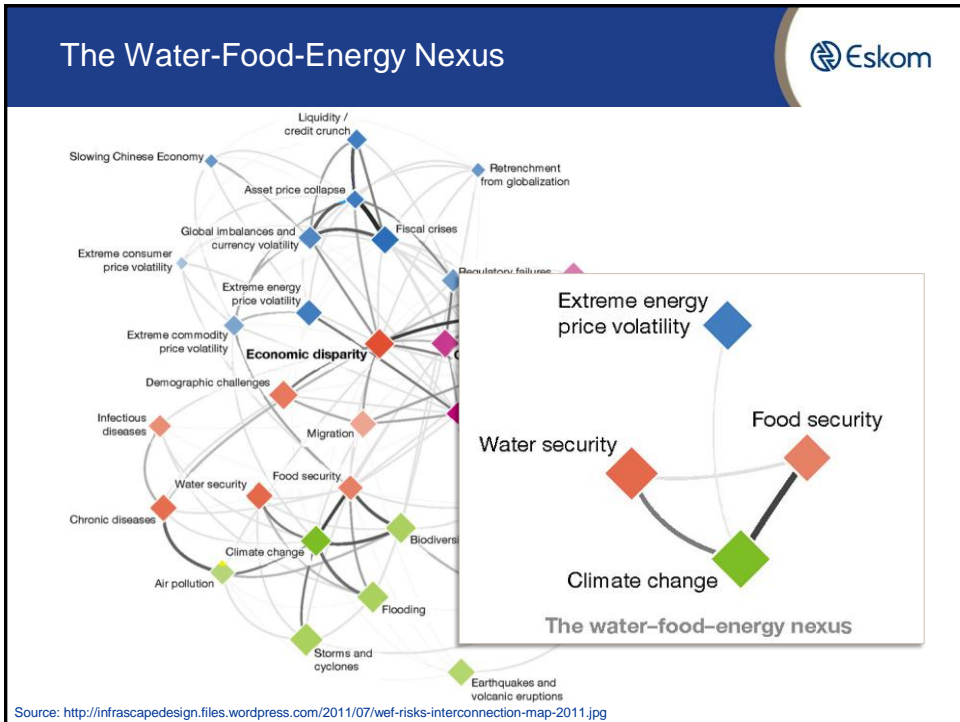 The Water-Food-Energy Nexus
Eskom
Liquidity /
credit crunch
Slowing Chinese Economy
Retrenchment
from globalization
Asset price collapse
Global imbalances and
currency volatility
Fiscal crises
Extreme consumer
price volatility
Regulatory failures
Extreme energy
price volatility
Extreme commodity
price volatility
Economic disparity
Demographic challenges
Infectious
diseases
Migration
Food security
Water security
Chronic diseases
Climate change
Air pollution
Flooding
Storms and
cyclones
Earthquakes and
volcanic eruptions
Extreme energy
price volatility
Food security
Water security
Climate change
The water–food–energy nexus
Source: http://infrascapedesign.files.wordpress.com/2011/07/wef-risks-interconnection-map-2011.jpg